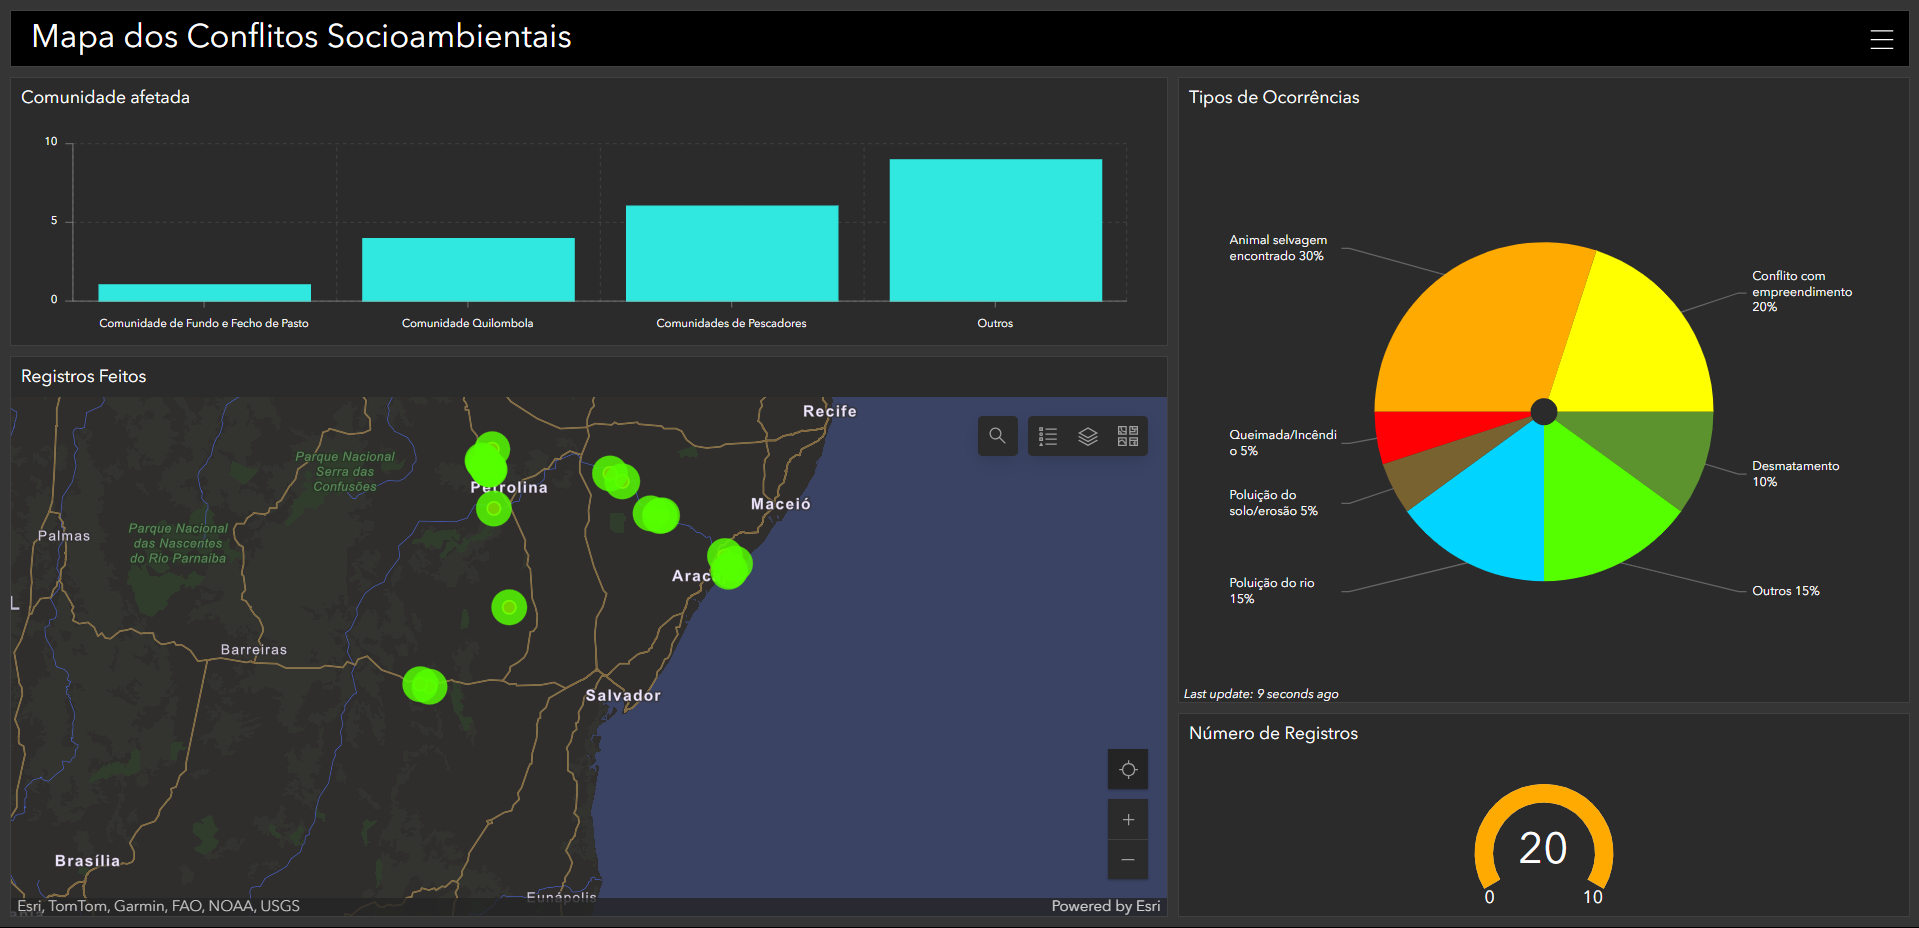 Mapa dos Conflitos Socioambientais
Comunidade afetada
10
5
0
Comunidade de Fundo e Fecho de Pasto
Comunidade Quilombola
Comunidades de Pescadores
Outros
Registros Feitos
Recife
Parque Nacional
Serra das
Confusões
Petrolina
Maceió
Palmas
Parque Nacional
das Nascentes
do Rio Parnaiba
Arac
L
Barreiras
Salvador
Brasília
Eunápolis
Esri, TomTom, Garmin, FAO, NOAA, USGS
Powered by Esri
Tipos de Ocorrências
Animal selvagem
encontrado 30%
Conflito com
empreendimento
20%
Queimada/Incêndi
o 5%
Desmatamento
10%
Poluição do
solo/erosão 5%
Poluição do rio
15%
Outros 15%
Last update: 9 seconds ago
Número de Registros
20
0
10